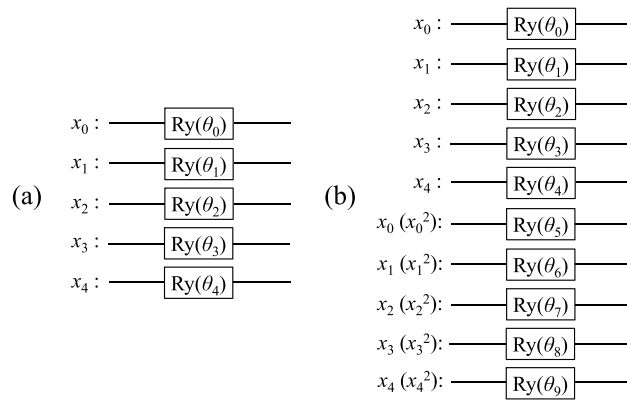 (a)
x₀ : Ry(θ₀)
x₁ : Ry(θ₁)
x₂ : Ry(θ₂)
x₃ : Ry(θ₃)
x₄ : Ry(θ₄)
(b)
x₀ : Ry(θ₀)
x₁ : Ry(θ₁)
x₂ : Ry(θ₂)
x₃ : Ry(θ₃)
x₄ : Ry(θ₄)
x₀ (x₀²): Ry(θ₅)
x₁ (x₁²): Ry(θ₆)
x₂ (x₂²): Ry(θ₇)
x₃ (x₃²): Ry(θ₈)
x₄ (x₄²): Ry(θ₉)